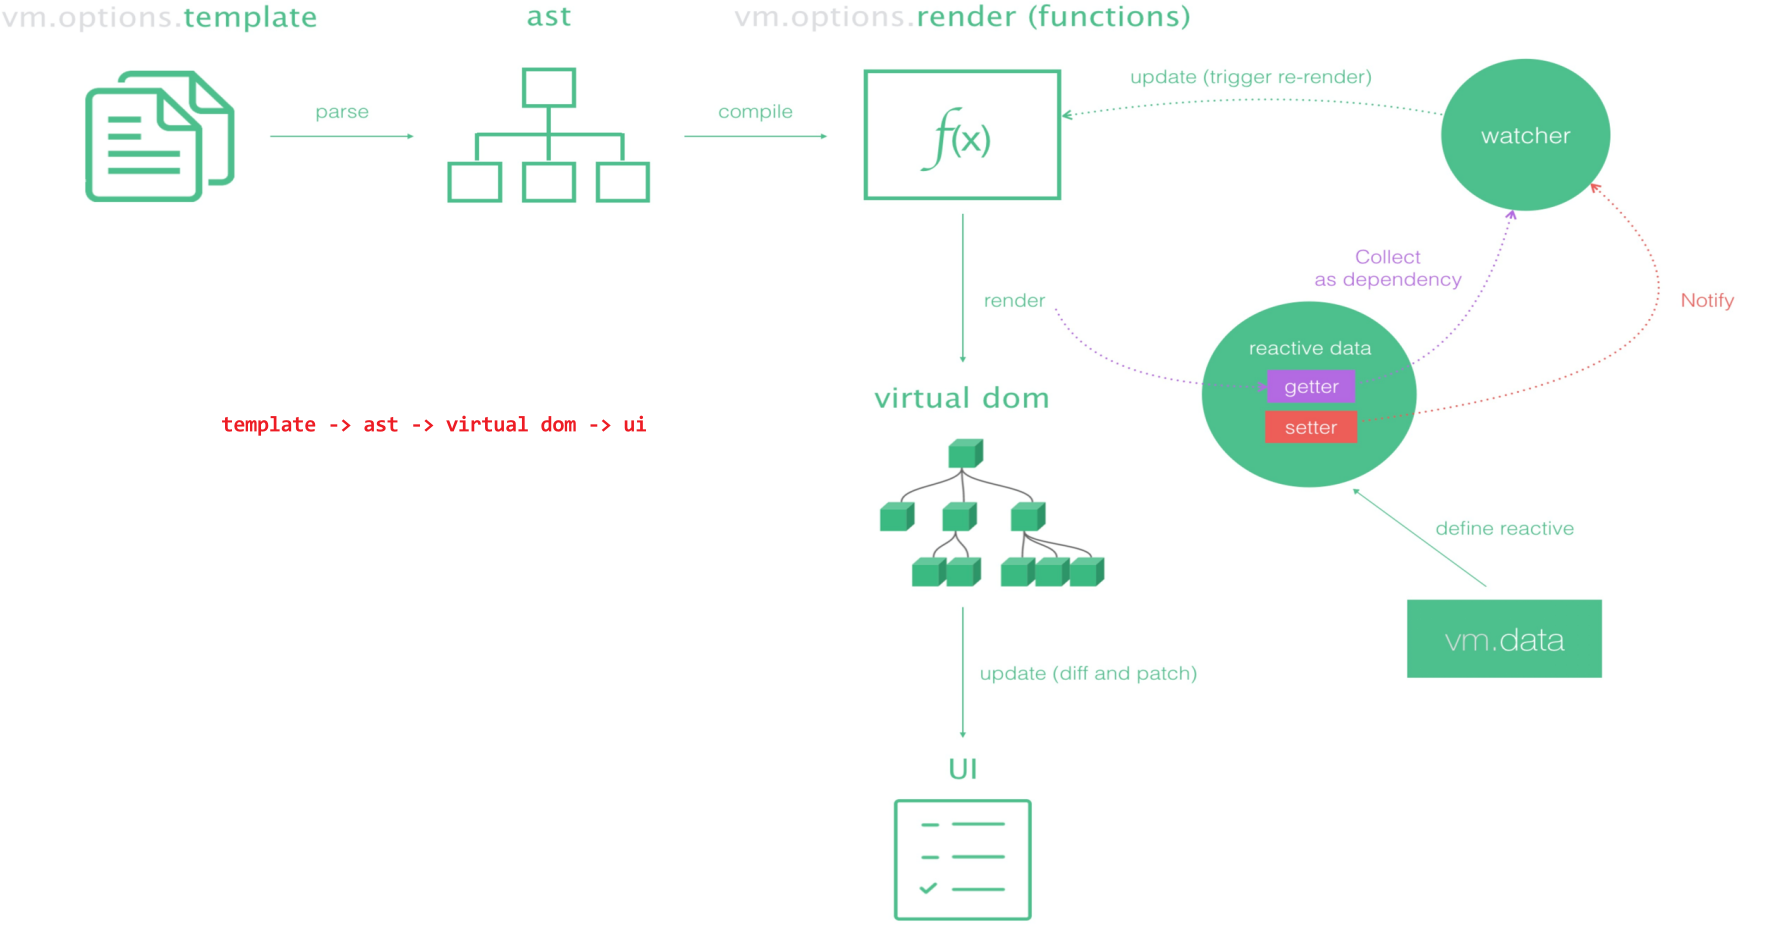 vm.options.template
ast
vm.options.render (functions)
parse
compile
f(x)
update (trigger re-render)
watcher
Collect
as dependency
render
Notify
reactive data
getter
setter
virtual dom
template -> ast -> virtual dom -> ui
define reactive
vm.data
update (diff and patch)
UI